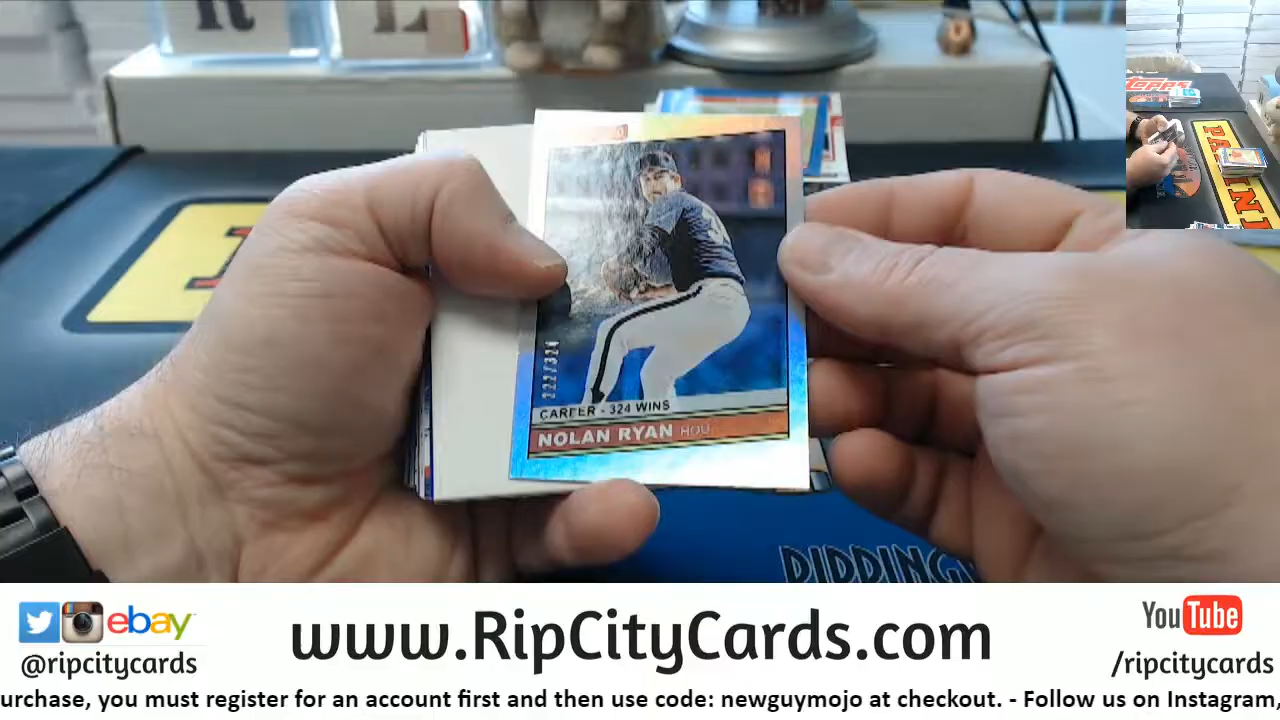 222/324
CAREER - 324 WINS
NOLAN RYAN HOU
ebay
@ripcitycards
www.RipCityCards.com
YouTube
/ripcitycards
urchase, you must register for an account first and then use code: newguymojo at checkout. - Follow us on Instagram,